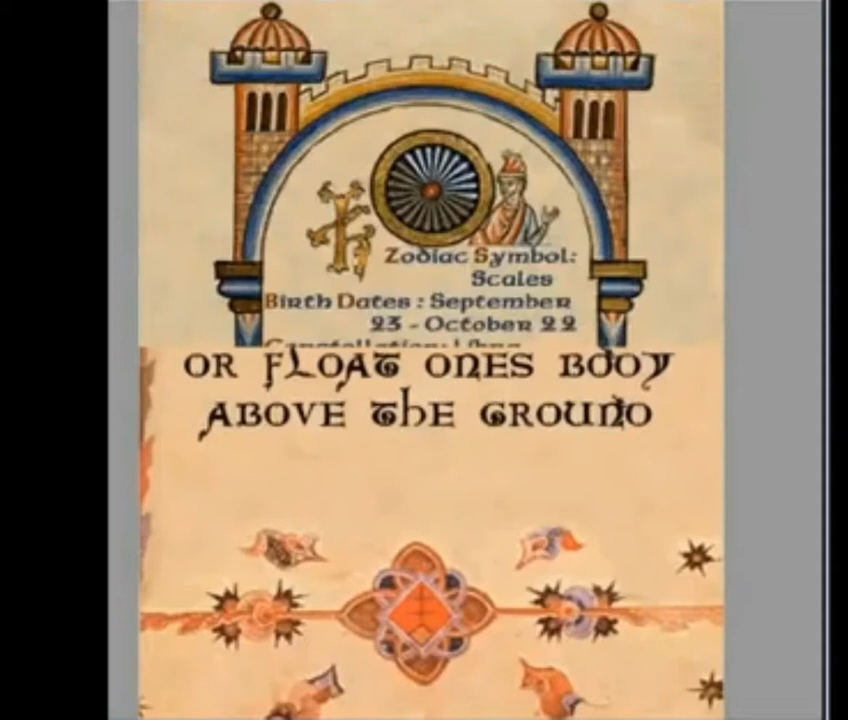 Zodiac Symbol:
Scales
Birth Dates : September
23 - October 22
OR FLOAT ONES BODY
ABOVE THE GROUND